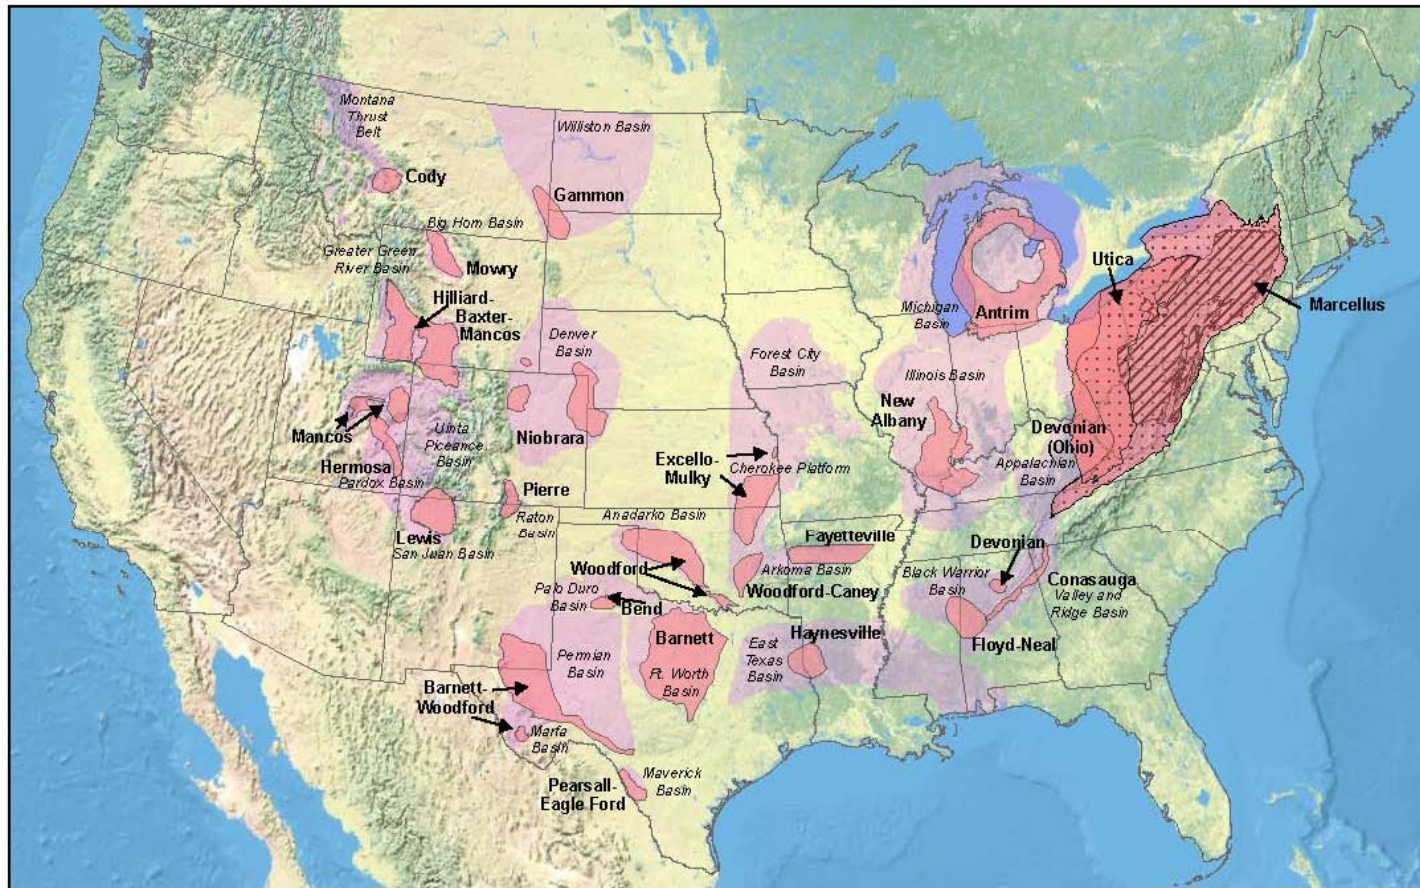 Montana
Thrust
Belt
Williston Basin
Cody
Gammon
Big Horn Basin
Greater Green
River Basin
Mowry
Hilliard-
Baxter-
Mancos
Denver
Basin
Michigan
Basin
Antrim
Utica
Marcellus
Forest City
Basin
Illinois Basin
New
Albany
Devonian
(Ohio)
Appalachian
Basin
Mancos
Uinta
Piceance
Basin
Niobrara
Hermosa
Pardox Basin
Excello-
Mulky
Cherokee Platform
Pierre
Raton
Basin
Anadarko Basin
Lewis
San Juan Basin
Fayetteville
Devonian
Woodford
Arkoma Basin
Woodford-Caney
Black Warrior
Basin
Conasauga
Valley and
Ridge Basin
Palo Duro
Basin
Bend
Barnett
Haynesville
Floyd-Neal
Permian
Basin
Ft. Worth
Basin
East
Texas
Basin
Barnett-
Woodford
Marfa
Basin
Pearsall-
Eagle Ford
Maverick
Basin